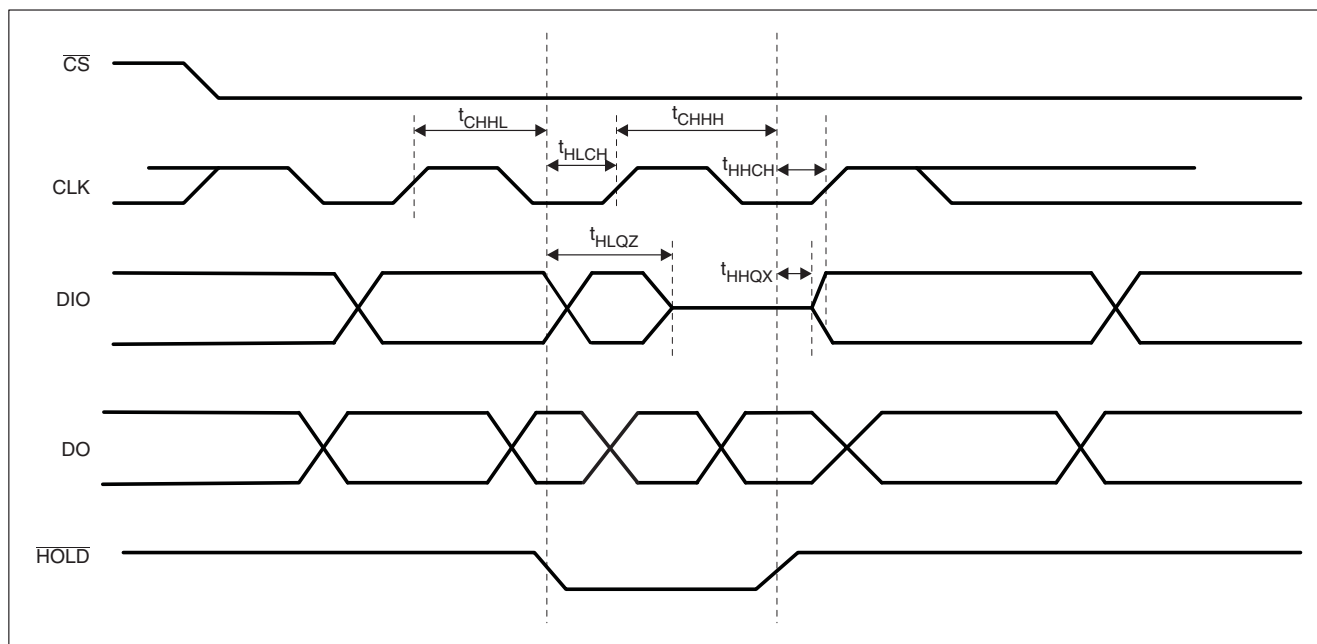 CS
tCHHL
tCHHH
tHLCH
tHHCH
CLK
tHLQZ
tHHQX
DIO
DO
HOLD